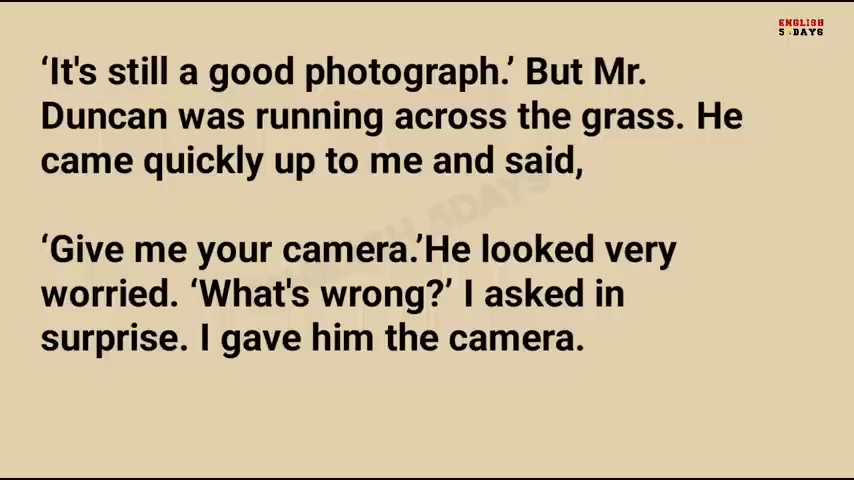 ENGLISH
5 DAYS
‘It's still a good photograph.’ But Mr.
Duncan was running across the grass. He
came quickly up to me and said,
‘Give me your camera.’He looked very
worried. ‘What's wrong?’ I asked in
surprise. I gave him the camera.